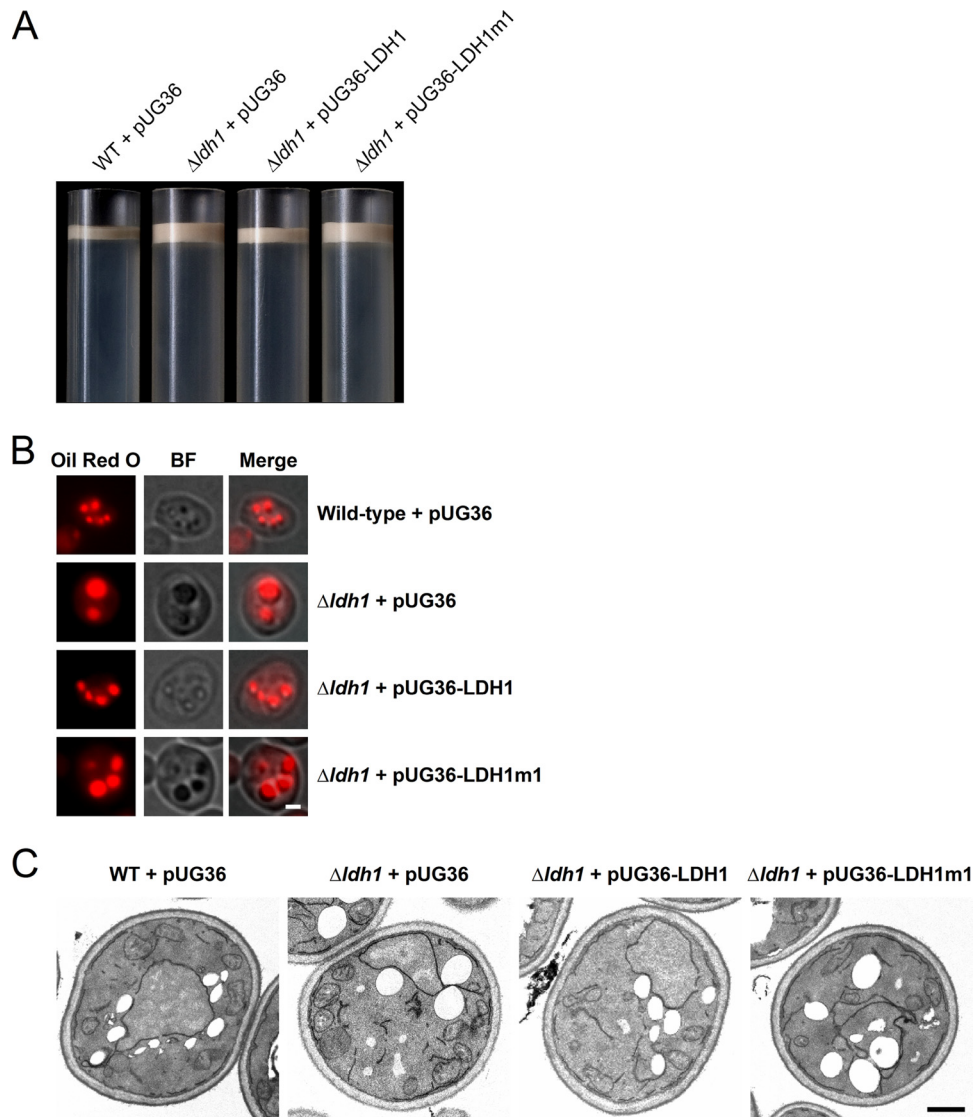 A
WT + pUG36
Δldh1 + pUG36
Δldh1 + pUG36-LDH1
Δldh1 + pUG36-LDH1m1
B
Oil Red O BF Merge
Wild-type + pUG36
Δldh1 + pUG36
Δldh1 + pUG36-LDH1
Δldh1 + pUG36-LDH1m1
C
WT + pUG36 Δldh1 + pUG36 Δldh1 + pUG36-LDH1 Δldh1 + pUG36-LDH1m1